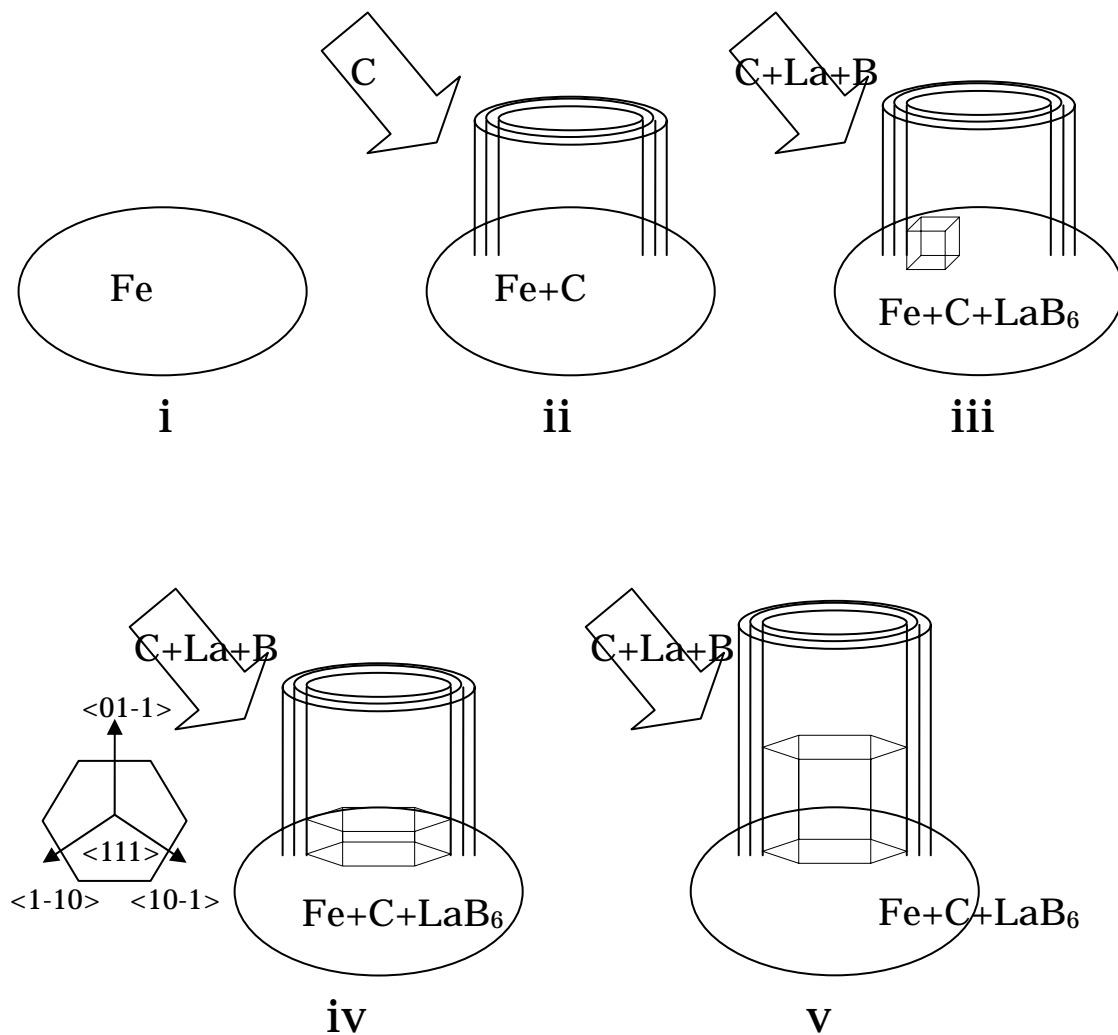 C
C+La+B
Fe
Fe+C
Fe+C+LaB₆
i
ii
iii
C+La+B
C+La+B
<01-1>
<111>
<1-10>
<10-1>
Fe+C+LaB₆
Fe+C+LaB₆
iv
v